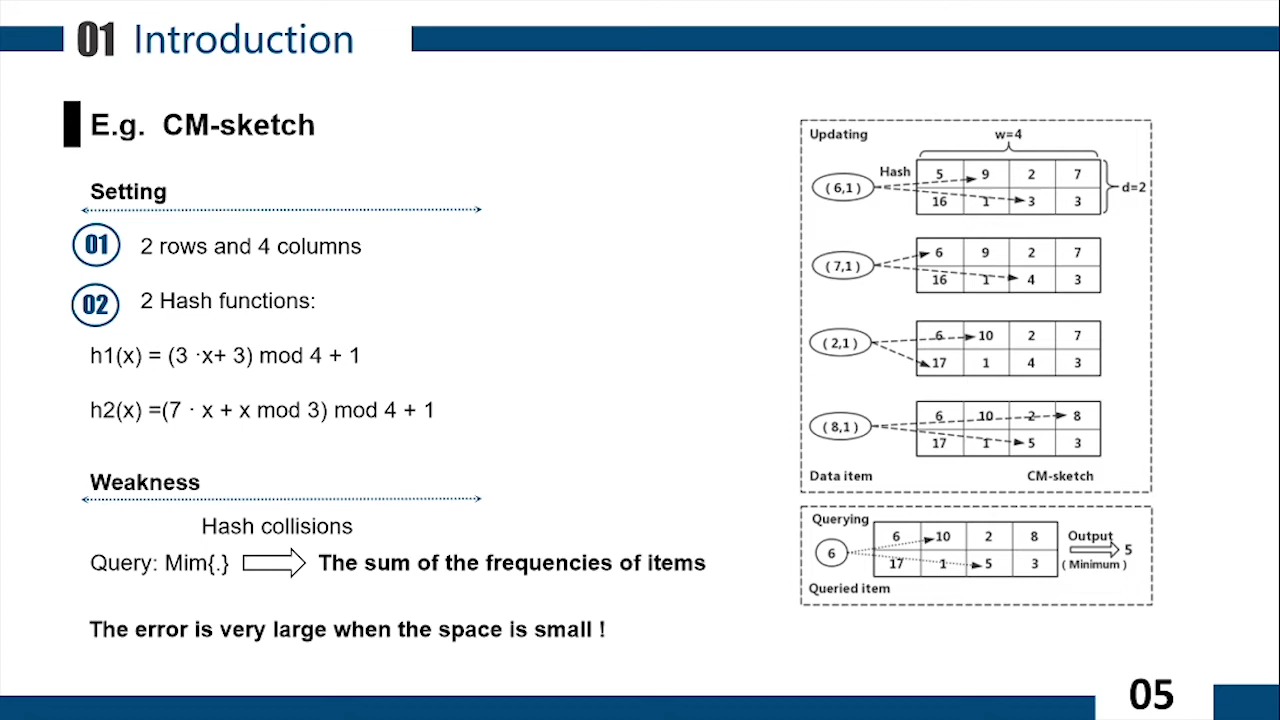 01 Introduction
E.g. CM-sketch
Setting
01 2 rows and 4 columns
02 2 Hash functions:
h1(x) = (3 ·x+ 3) mod 4 + 1
h2(x) =(7 · x + x mod 3) mod 4 + 1
Weakness
Hash collisions
Query: Mim{.} The sum of the frequencies of items
The error is very large when the space is small !
Updating
w=4
Hash
( 6,1 )
5 9 2 7
16 1 3 3
d=2
( 7,1 )
6 9 2 7
16 1 4 3
( 2,1 )
6 10 2 7
17 1 4 3
( 8,1 )
6 10 2 8
17 1 5 3
Data item CM-sketch
Querying
6
6 10 2 8
17 1 5 3
Output
5
( Minimum )
Queried item
05